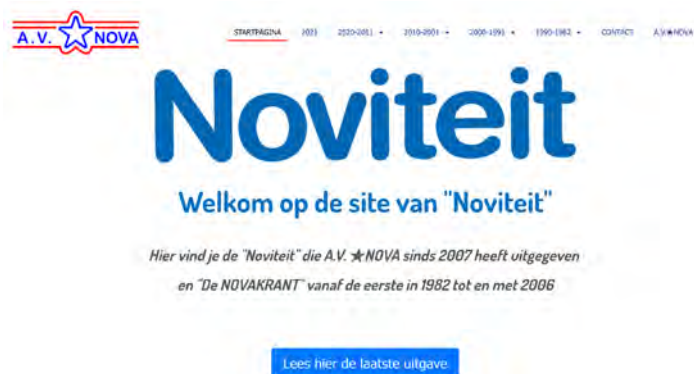 A.V. NOVA
STARTPAGINA 2021 2020-2011 2010-2001 2000-1991 1990-1982 CONTACT A.V.★NOVA
Noviteit
Welkom op de site van "Noviteit"
Hier vind je de "Noviteit" die A.V. ★NOVA sinds 2007 heeft uitgegeven
en "De NOVAKRANT" vanaf de eerste in 1982 tot en met 2006
Lees hier de laatste uitgave